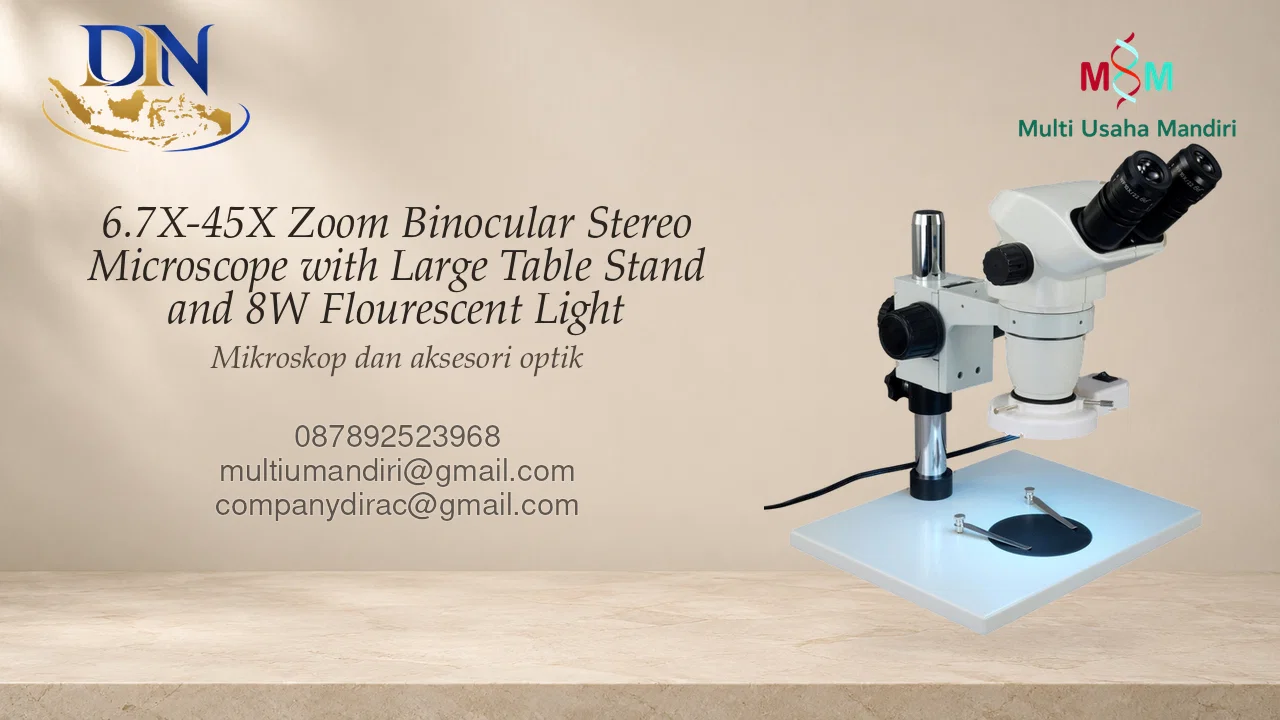 DIN
M M
Multi Usaha Mandiri
6.7X-45X Zoom Binocular Stereo
Microscope with Large Table Stand
and 8W Flourescent Light
Mikroskop dan aksesori optik
087892523968
multiumandiri@gmail.com
companydirac@gmail.com